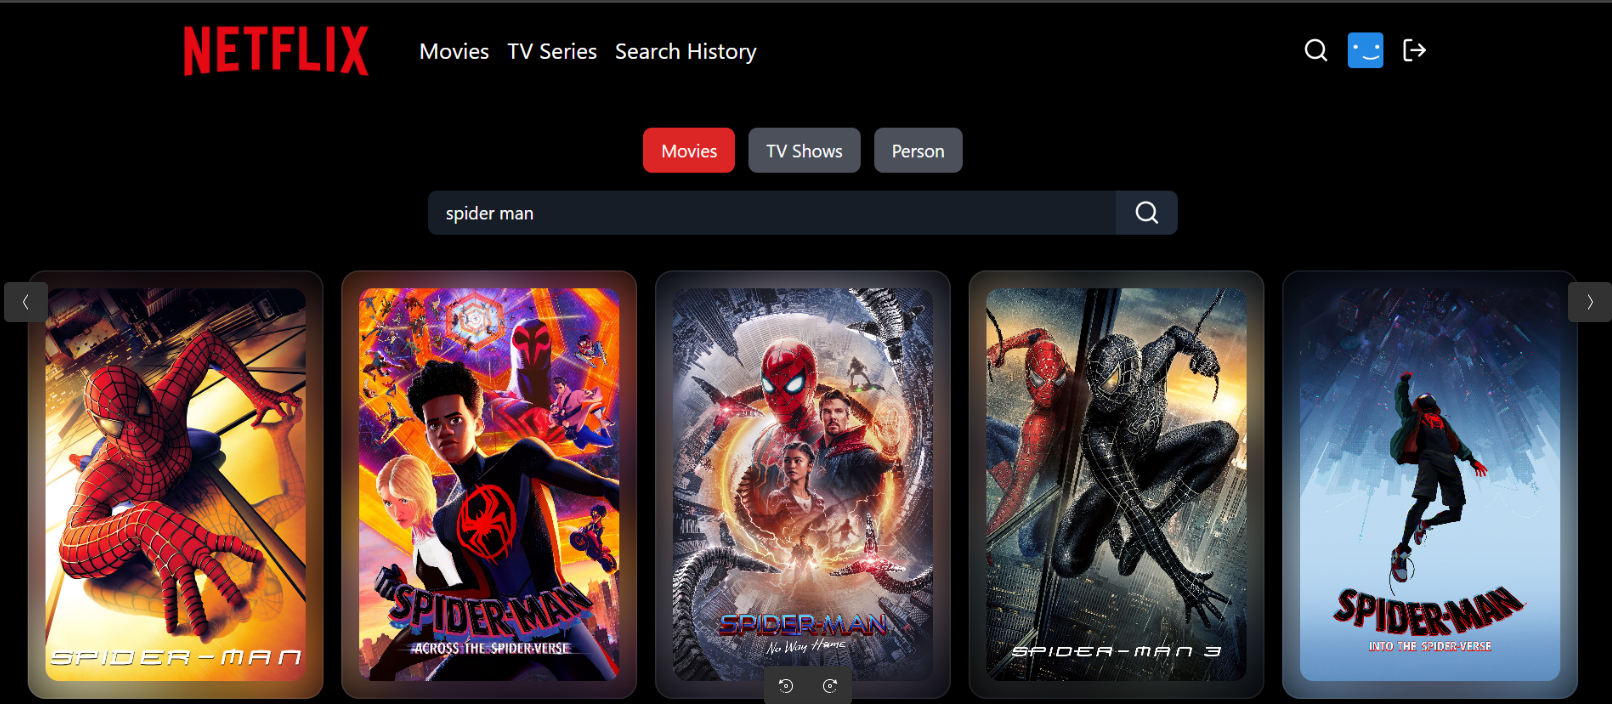 NETFLIX Movies TV Series Search History
Movies TV Shows Person
spider man
SPIDER-MAN
SPIDER-MAN
ACROSS THE SPIDER-VERSE
SPIDER-MAN
No Way Home
SPIDER-MAN 3
SPIDER-MAN
INTO THE SPIDER-VERSE